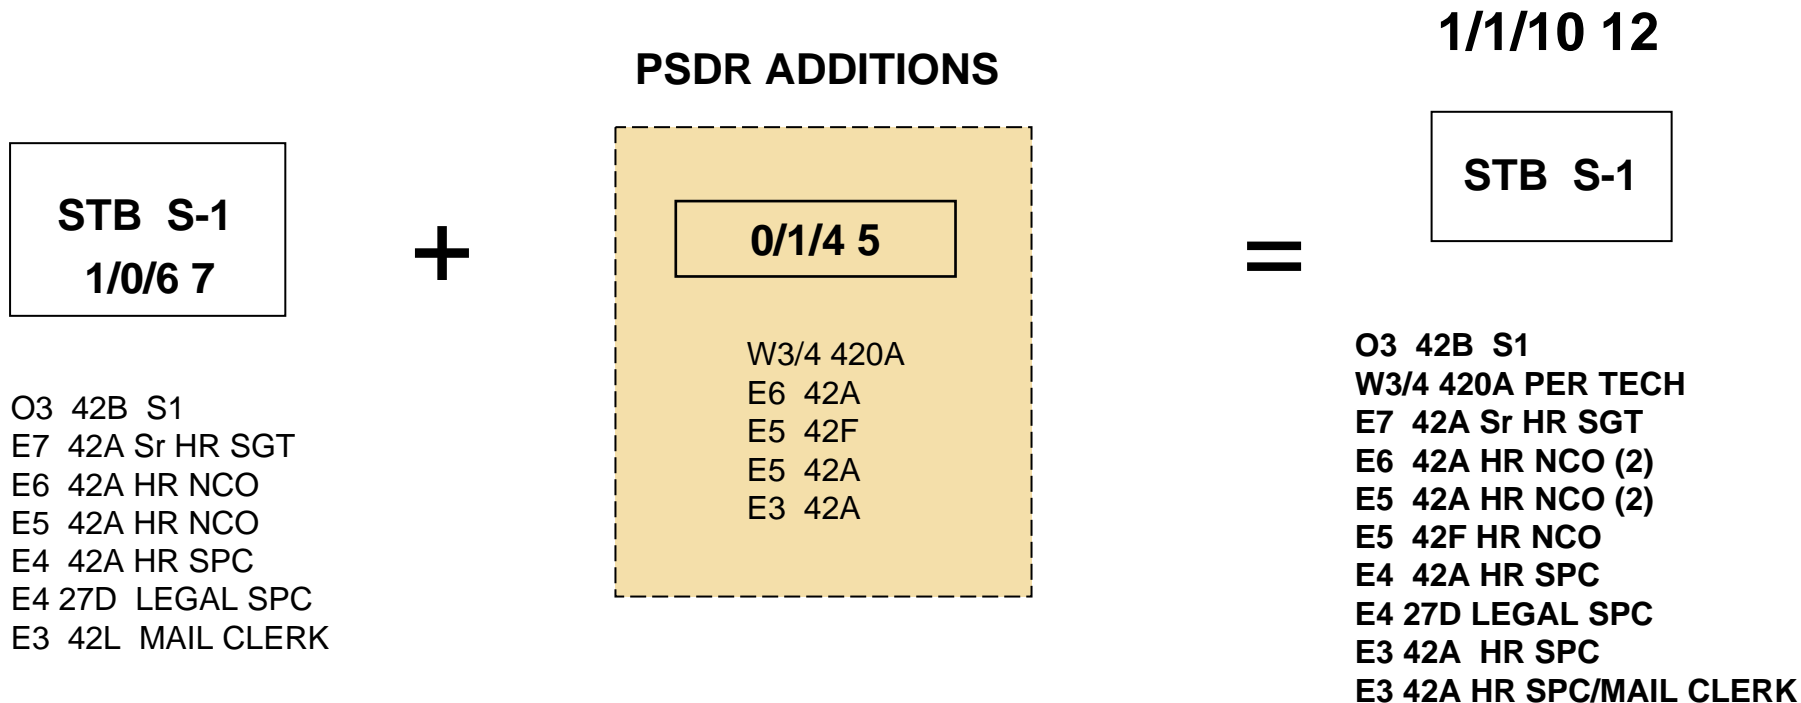 1/1/10 12
PSDR ADDITIONS
STB S-1
1/0/6 7
+
0/1/4 5
=
STB S-1
O3 42B S1
E7 42A Sr HR SGT
E6 42A HR NCO
E5 42A HR NCO
E4 42A HR SPC
E4 27D LEGAL SPC
E3 42L MAIL CLERK
W3/4 420A
E6 42A
E5 42F
E5 42A
E3 42A
O3 42B S1
W3/4 420A PER TECH
E7 42A Sr HR SGT
E6 42A HR NCO (2)
E5 42A HR NCO (2)
E5 42F HR NCO
E4 42A HR SPC
E4 27D LEGAL SPC
E3 42A HR SPC
E3 42A HR SPC/MAIL CLERK